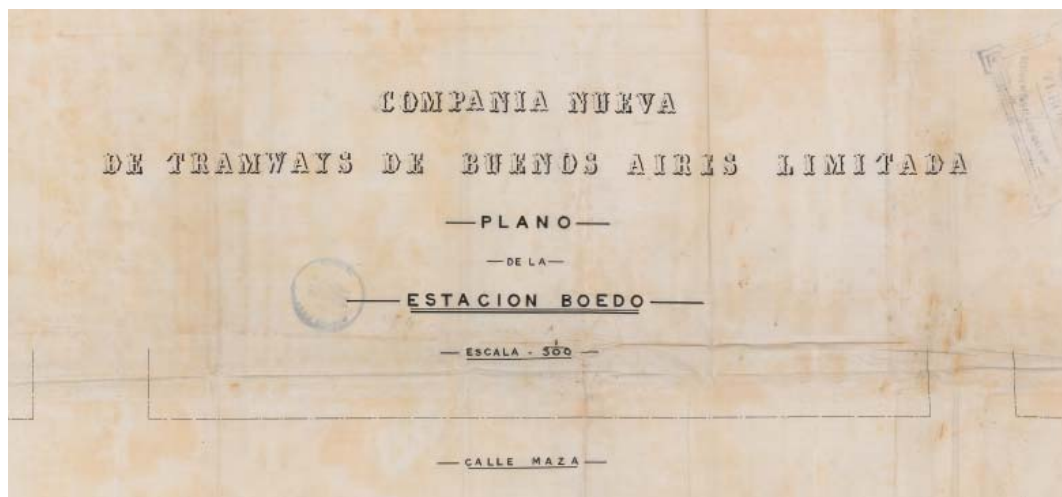 COMPANIA NUEVA
DE TRAMWAYS DE BUENOS AIRES LIMITADA
— PLANO —
— DE LA —
— ESTACION BOEDO —
— ESCALA - 1/500 —
— CALLE MAZA —